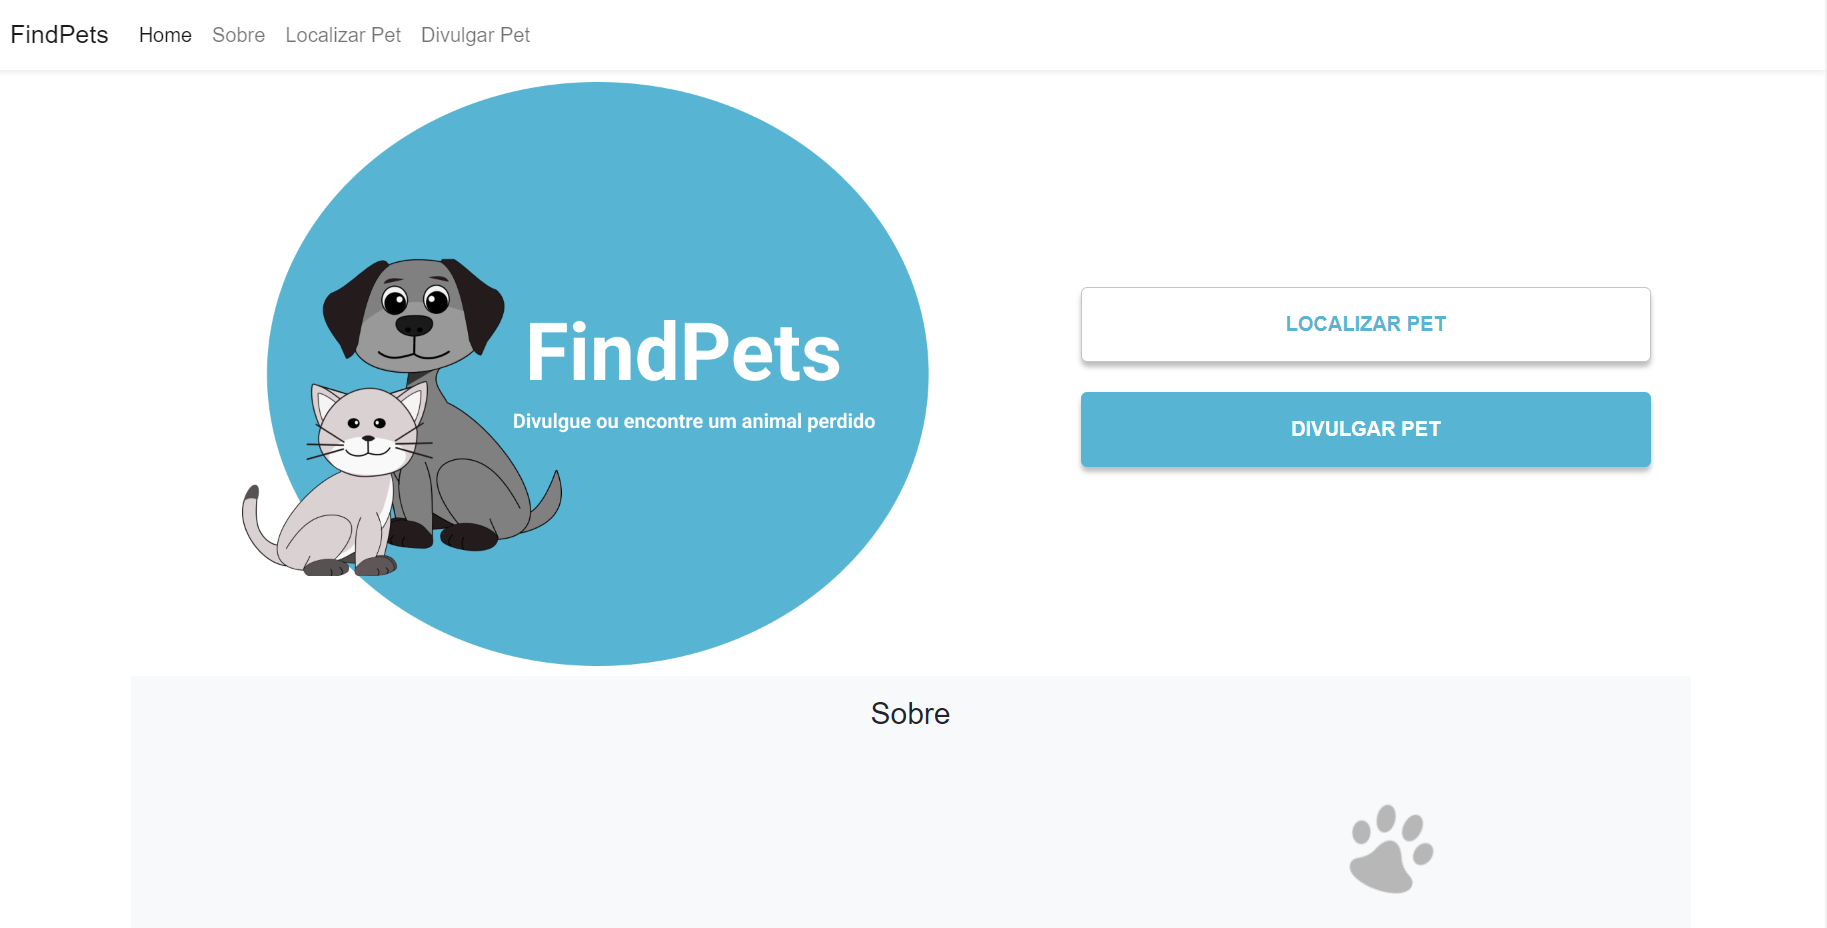 FindPets Home Sobre Localizar Pet Divulgar Pet
FindPets
Divulgue ou encontre um animal perdido
LOCALIZAR PET
DIVULGAR PET
Sobre